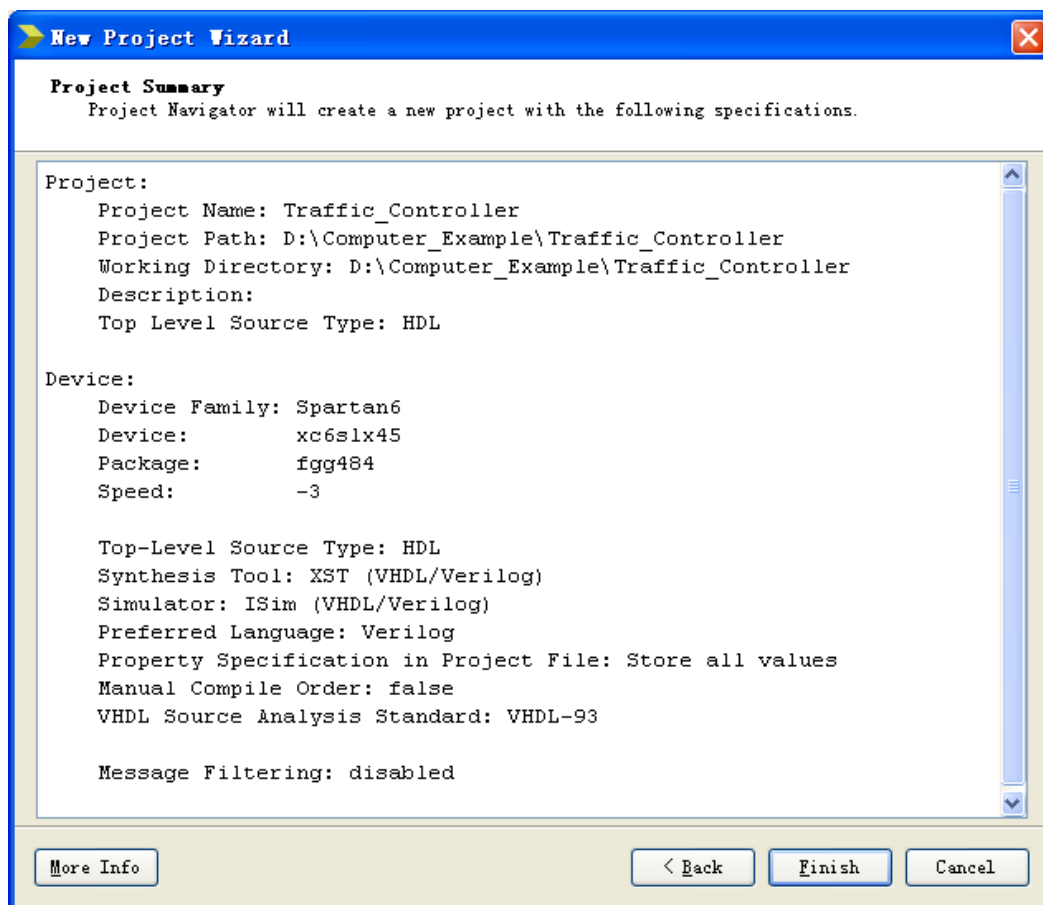 New Project Wizard
Project Summary
Project Navigator will create a new project with the following specifications.
Project:
Project Name: Traffic_Controller
Project Path: D:\Computer_Example\Traffic_Controller
Working Directory: D:\Computer_Example\Traffic_Controller
Description:
Top Level Source Type: HDL
Device:
Device Family: Spartan6
Device: xc6slx45
Package: fgg484
Speed: -3
Top-Level Source Type: HDL
Synthesis Tool: XST (VHDL/Verilog)
Simulator: ISim (VHDL/Verilog)
Preferred Language: Verilog
Property Specification in Project File: Store all values
Manual Compile Order: false
VHDL Source Analysis Standard: VHDL-93
Message Filtering: disabled
More Info < Back Finish Cancel